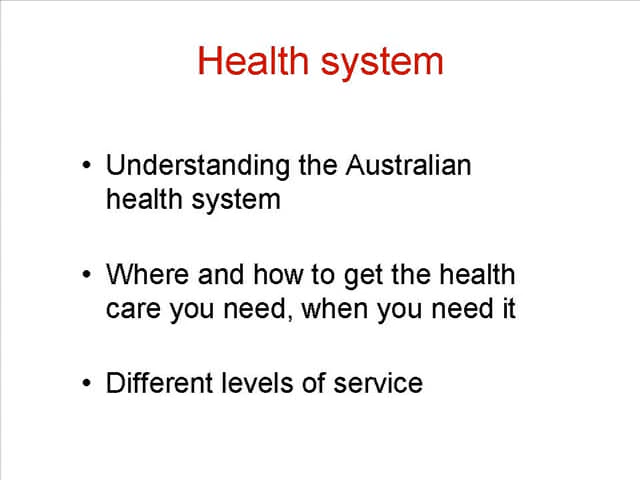 Health system
• Understanding the Australian
health system
• Where and how to get the health
care you need, when you need it
• Different levels of service